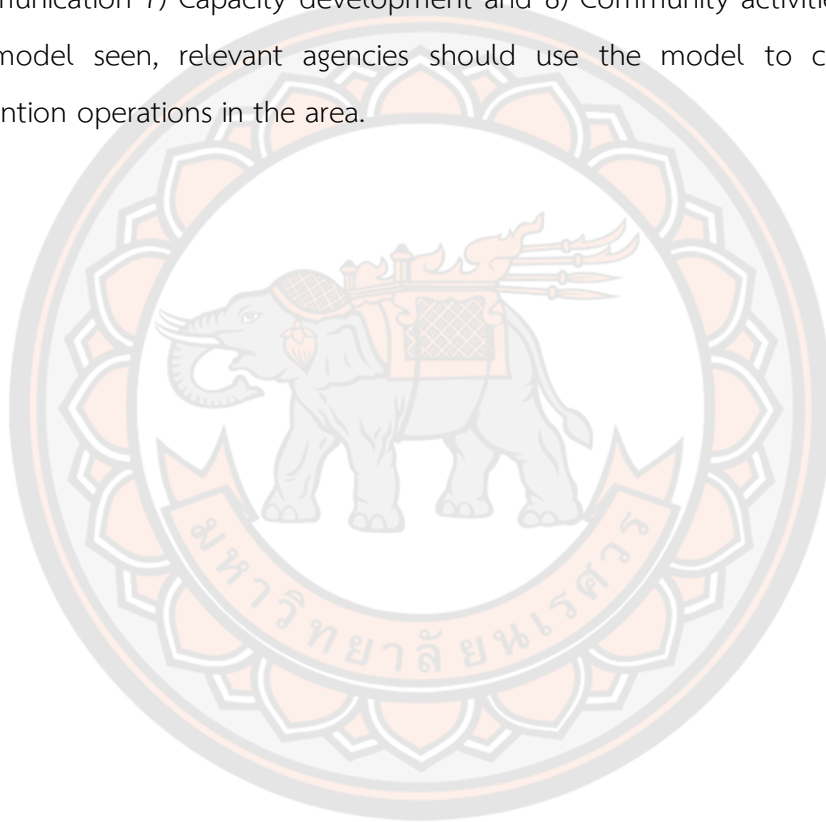 munication 7) Capacity development and 8) Community activitie
model seen, relevant agencies should use the model to c
ntion operations in the area.
มหาวิทยาลัยนเรศวร